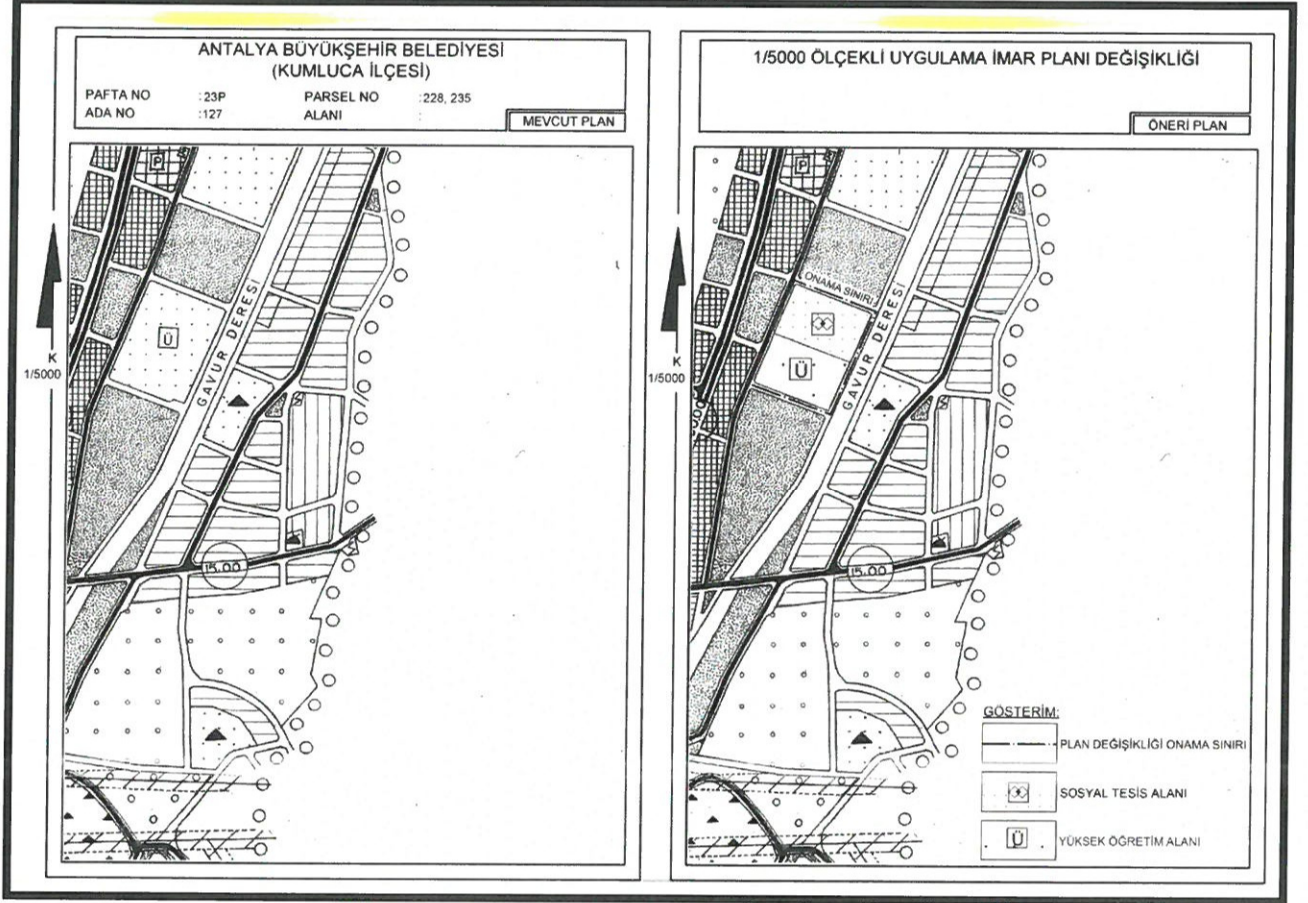 ANTALYA BÜYÜKŞEHİR BELEDİYESİ
(KUMLUCA İLÇESİ)
PAFTA NO :23P PARSEL NO :228, 235
ADA NO :127 ALANI :
MEVCUT PLAN
P
Ü
GAVUR DERESİ
15.00
K
1/5000
1/5000 ÖLÇEKLİ UYGULAMA İMAR PLANI DEĞİŞİKLİĞİ
ÖNERİ PLAN
P
ONAMA SINIRI
Ü
GAVUR DERESİ
15.00
K
1/5000
GÖSTERİM:
PLAN DEĞİŞİKLİĞİ ONAMA SINIRI
SOSYAL TESİS ALANI
Ü YÜKSEK ÖĞRETİM ALANI